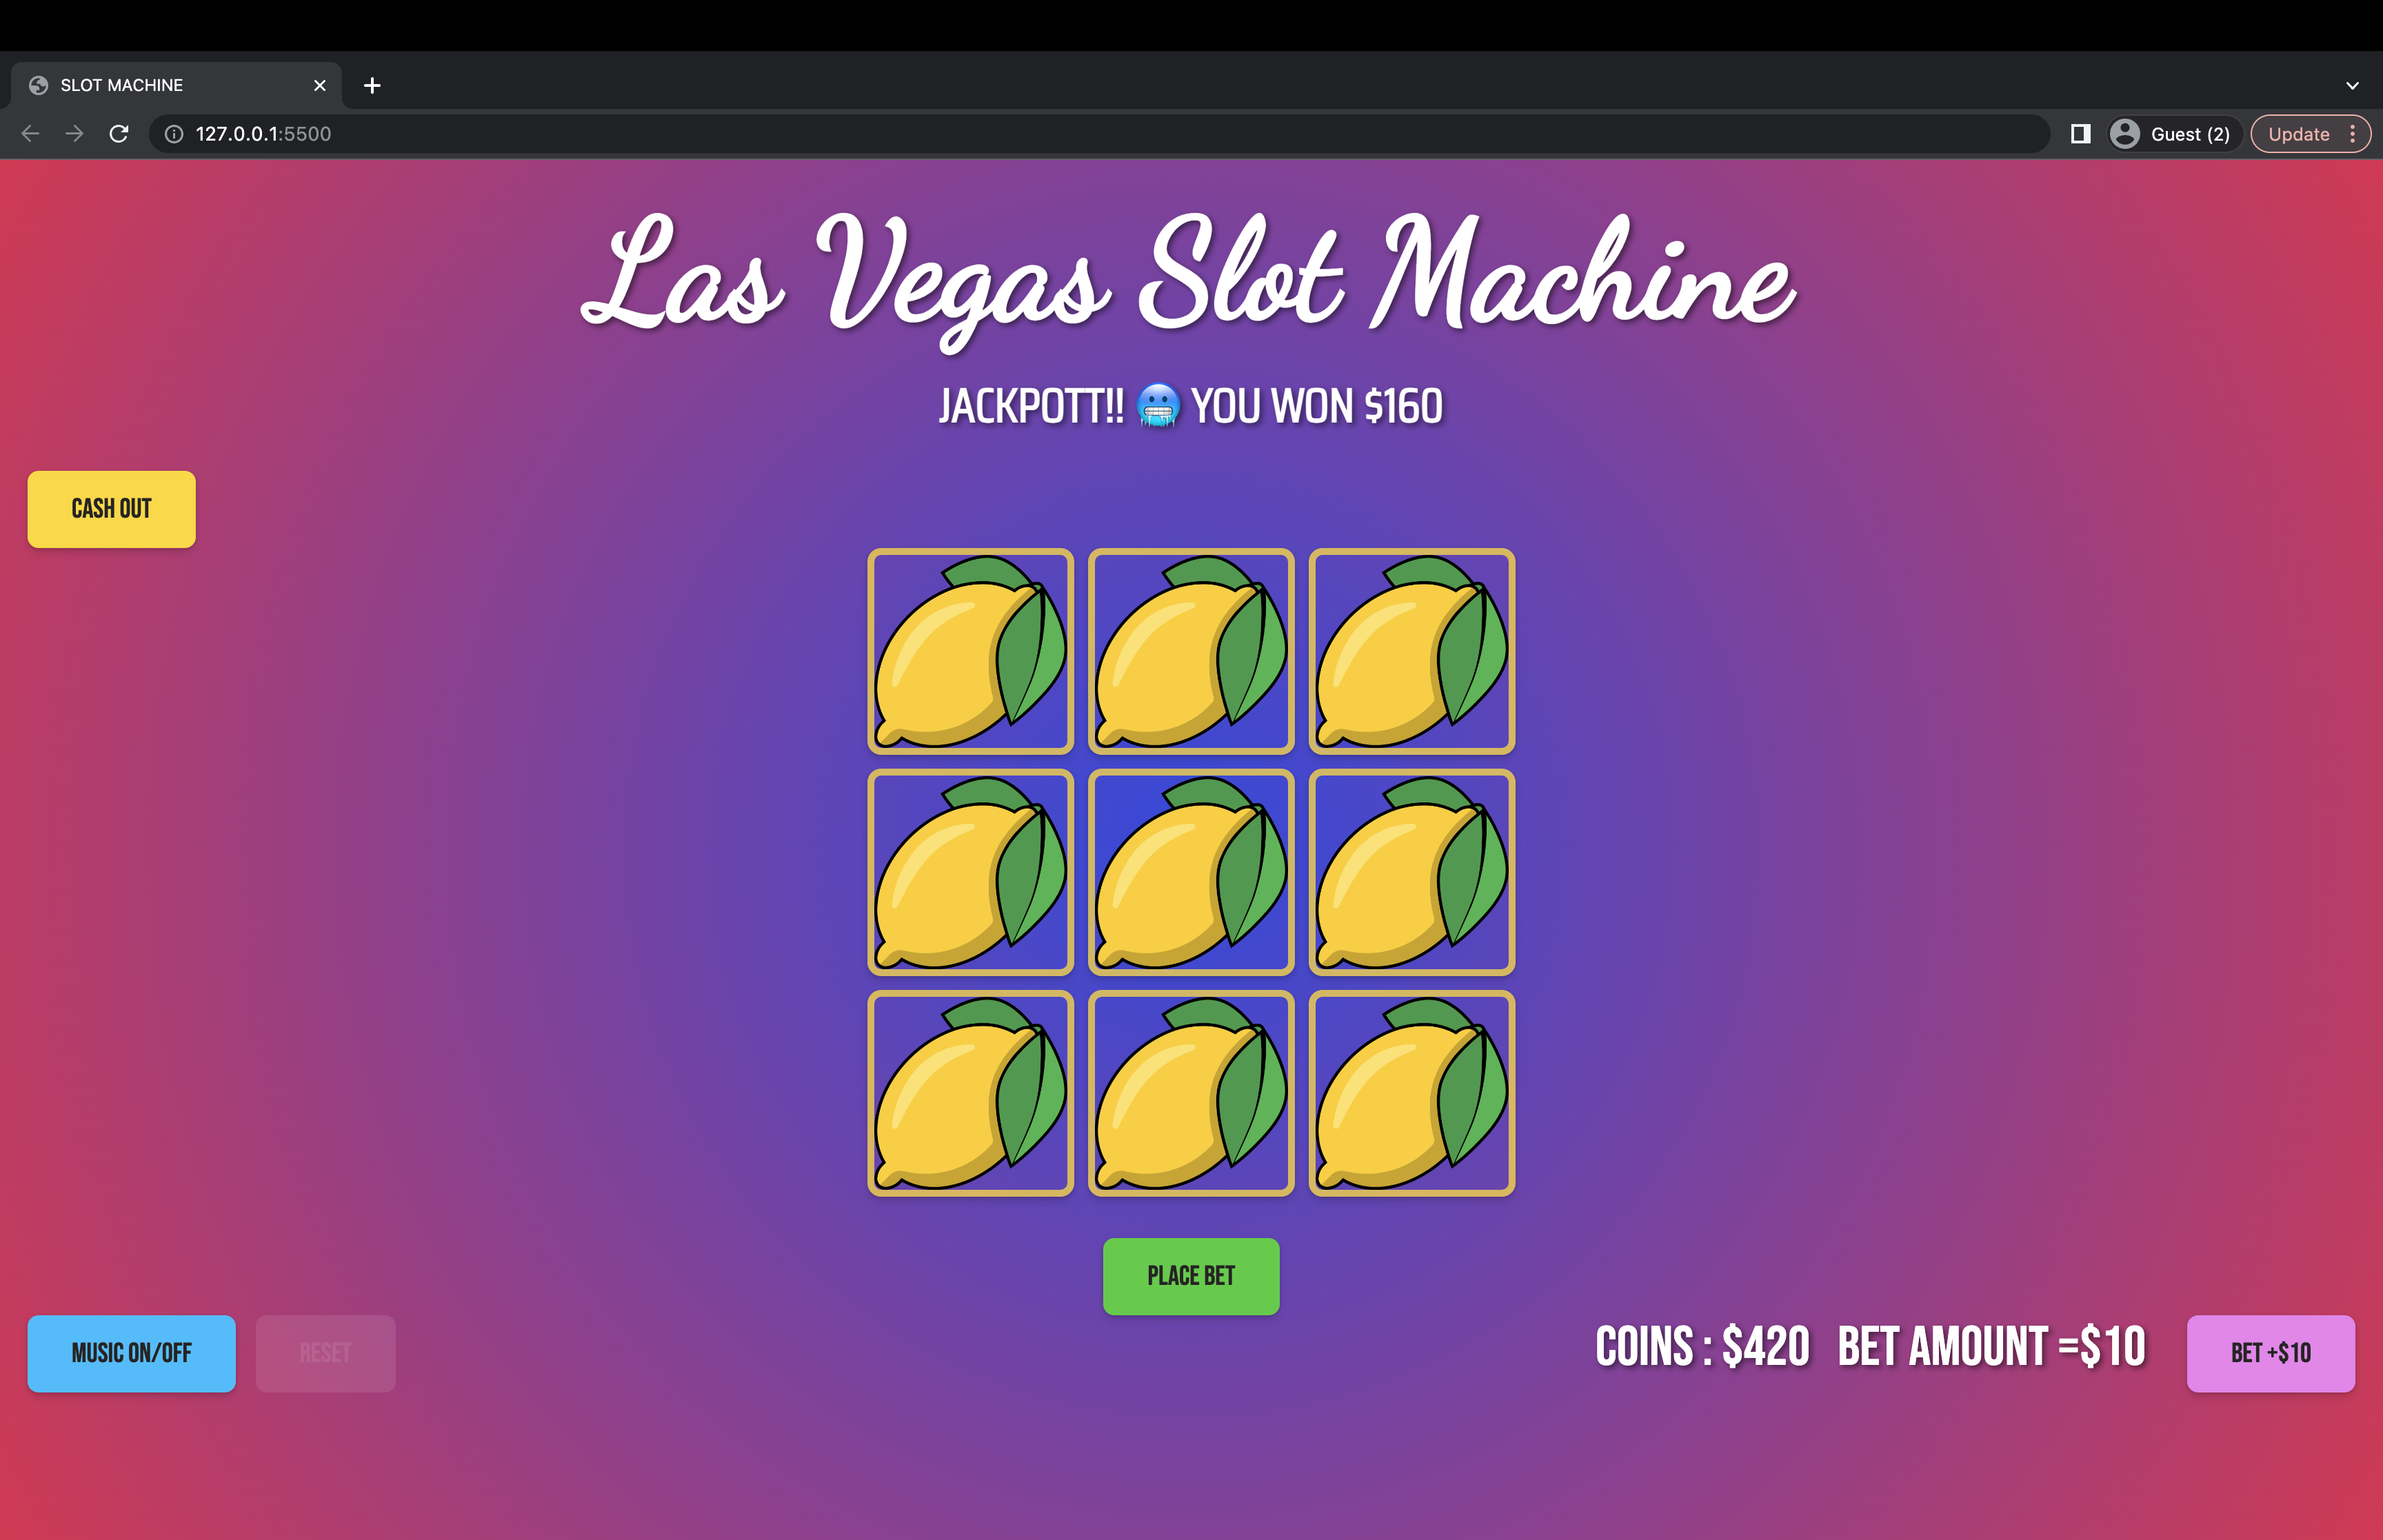 SLOT MACHINE
127.0.0.1:5500
Guest (2)
Update
Las Vegas Slot Machine
JACKPOTT!! 🥶 YOU WON $160
CASH OUT
PLACE BET
MUSIC ON/OFF
RESET
COINS : $420
BET AMOUNT =$10
BET +$10